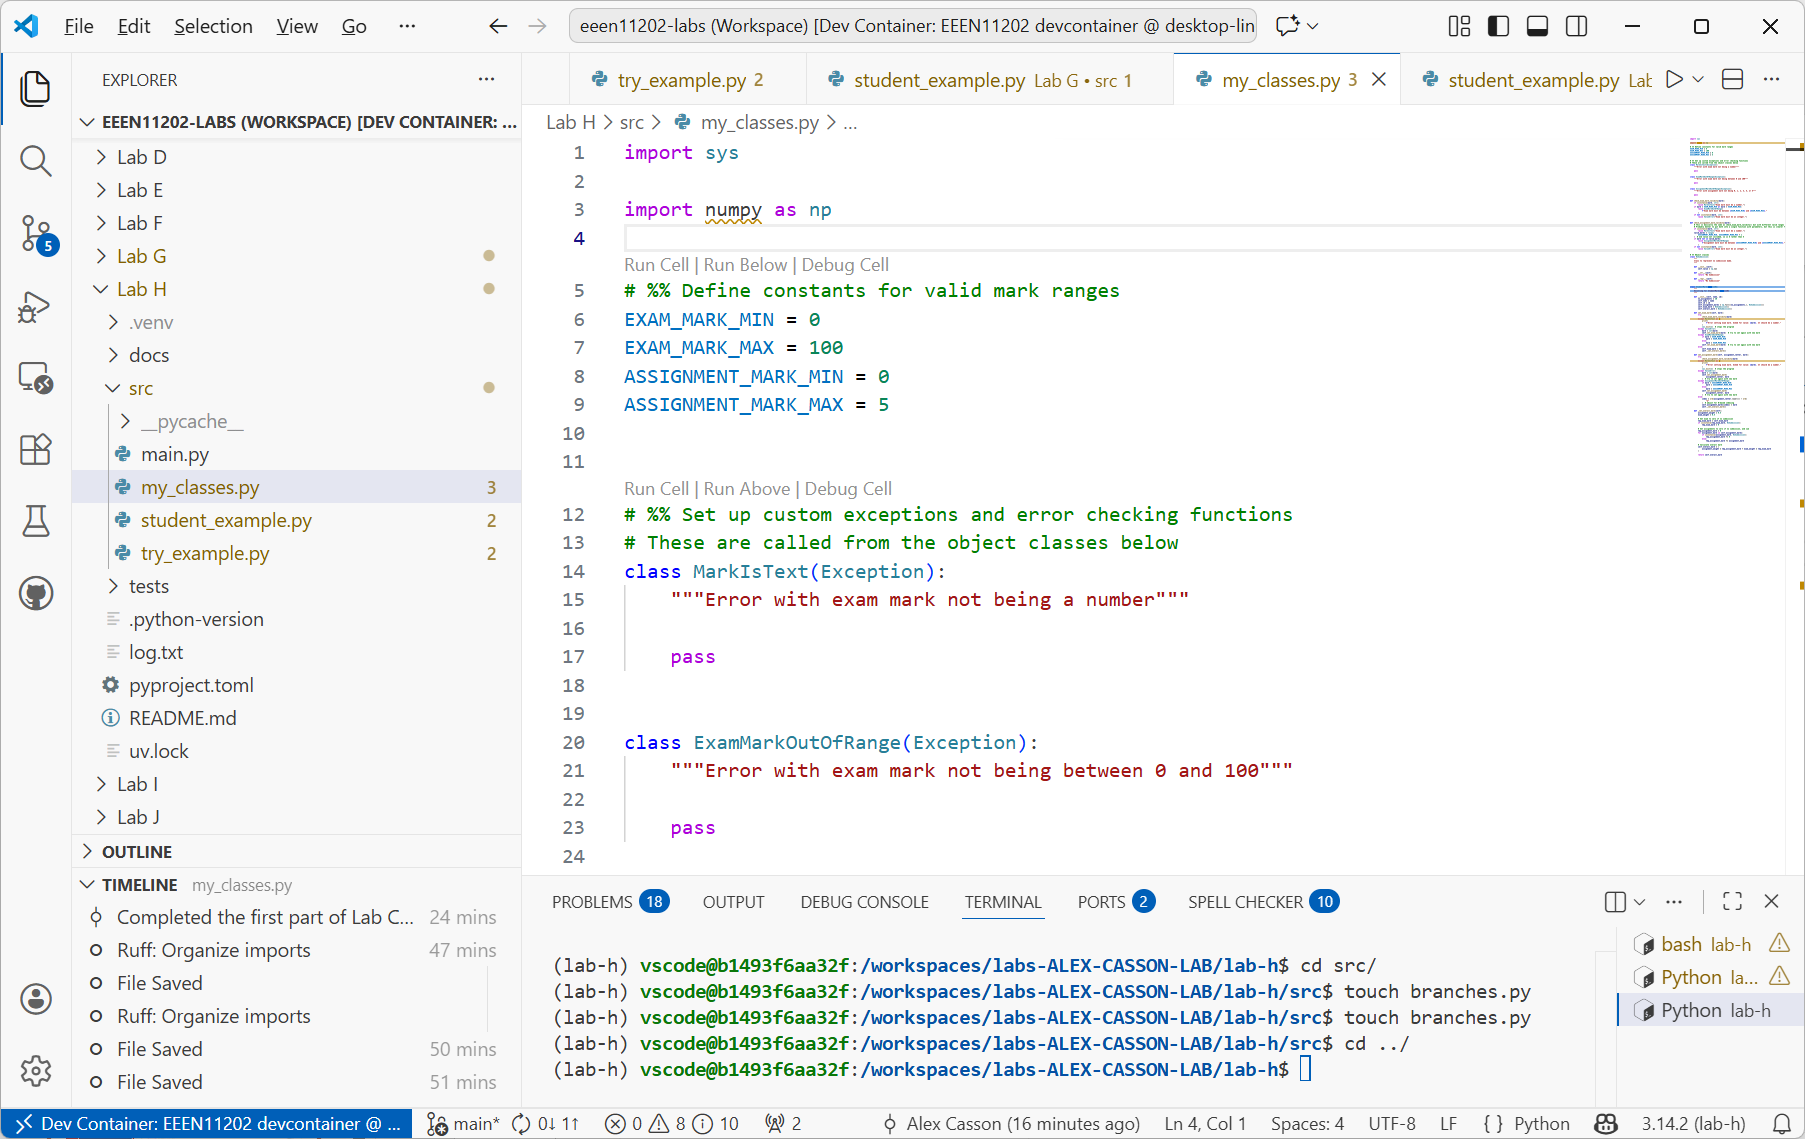 File Edit Selection View Go ··· eeen11202-labs (Workspace) [Dev Container: EEEN11202 devcontainer @ desktop-lin
EXPLORER
EEEN11202-LABS (WORKSPACE) [DEV CONTAINER: ...
Lab D
Lab E
Lab F
Lab G
Lab H
.venv
docs
src
__pycache__
main.py
my_classes.py 3
student_example.py 2
try_example.py 2
tests
.python-version
log.txt
pyproject.toml
README.md
uv.lock
Lab I
Lab J
OUTLINE
TIMELINE my_classes.py
Completed the first part of Lab C... 24 mins
Ruff: Organize imports 47 mins
File Saved
Ruff: Organize imports
File Saved 50 mins
File Saved 51 mins
5
try_example.py 2 student_example.py Lab G • src 1 my_classes.py 3 student_example.py Lab
Lab H > src > my_classes.py > ...
1 import sys
2
3 import numpy as np
4
Run Cell | Run Below | Debug Cell
5 # %% Define constants for valid mark ranges
6 EXAM_MARK_MIN = 0
7 EXAM_MARK_MAX = 100
8 ASSIGNMENT_MARK_MIN = 0
9 ASSIGNMENT_MARK_MAX = 5
10
11
Run Cell | Run Above | Debug Cell
12 # %% Set up custom exceptions and error checking functions
13 # These are called from the object classes below
14 class MarkIsText(Exception):
15 """Error with exam mark not being a number"""
16
17 pass
18
19
20 class ExamMarkOutOfRange(Exception):
21 """Error with exam mark not being between 0 and 100"""
22
23 pass
24
PROBLEMS 18 OUTPUT DEBUG CONSOLE TERMINAL PORTS 2 SPELL CHECKER 10
(lab-h) vscode@b1493f6aa32f:/workspaces/labs-ALEX-CASSON-LAB/lab-h$ cd src/
(lab-h) vscode@b1493f6aa32f:/workspaces/labs-ALEX-CASSON-LAB/lab-h/src$ touch branches.py
(lab-h) vscode@b1493f6aa32f:/workspaces/labs-ALEX-CASSON-LAB/lab-h/src$ touch branches.py
(lab-h) vscode@b1493f6aa32f:/workspaces/labs-ALEX-CASSON-LAB/lab-h/src$ cd ../
(lab-h) vscode@b1493f6aa32f:/workspaces/labs-ALEX-CASSON-LAB/lab-h$
bash lab-h
Python la...
Python lab-h
Dev Container: EEEN11202 devcontainer @ ... main* 0↓ 1↑ 0 8 10 2 Alex Casson (16 minutes ago) Ln 4, Col 1 Spaces: 4 UTF-8 LF { } Python 3.14.2 (lab-h)